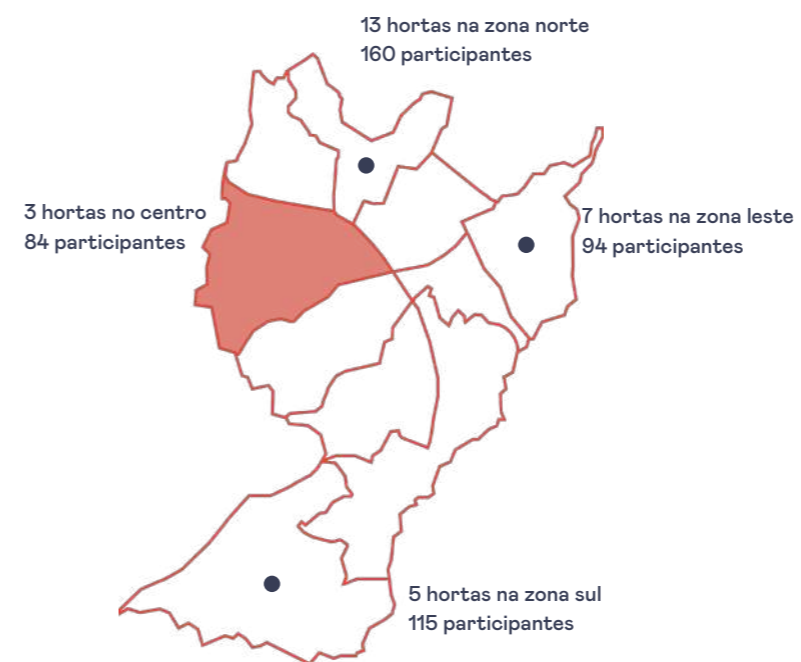 13 hortas na zona norte
160 participantes
3 hortas no centro
84 participantes
7 hortas na zona leste
94 participantes
5 hortas na zona sul
115 participantes